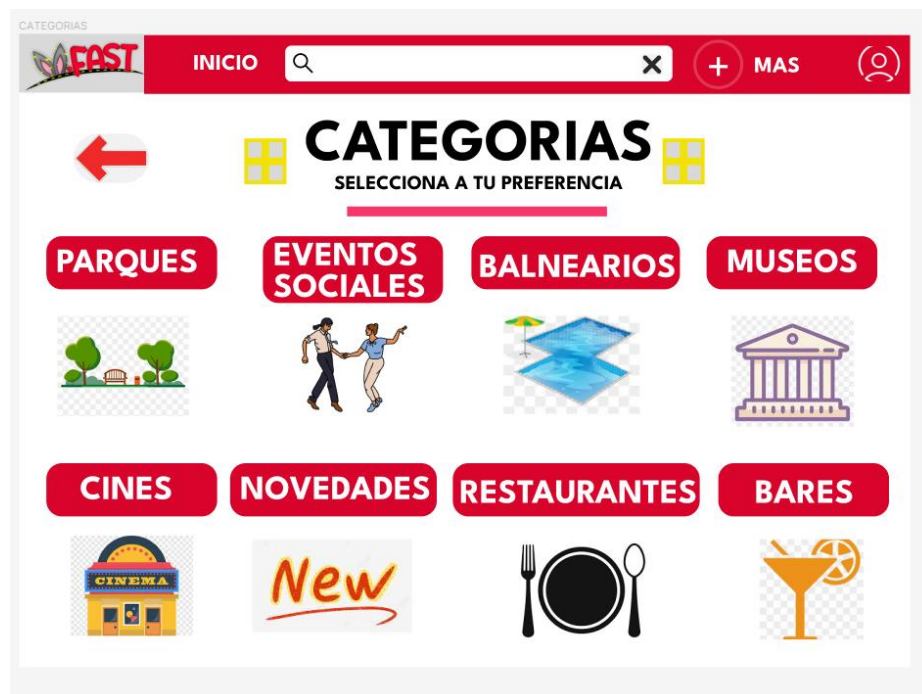 CATEGORIAS
FAST
INICIO
MAS
CATEGORIAS
SELECCIONA A TU PREFERENCIA
PARQUES
EVENTOS
SOCIALES
BALNEARIOS
MUSEOS
CINES
NOVEDADES
RESTAURANTES
BARES
CINEMA
New